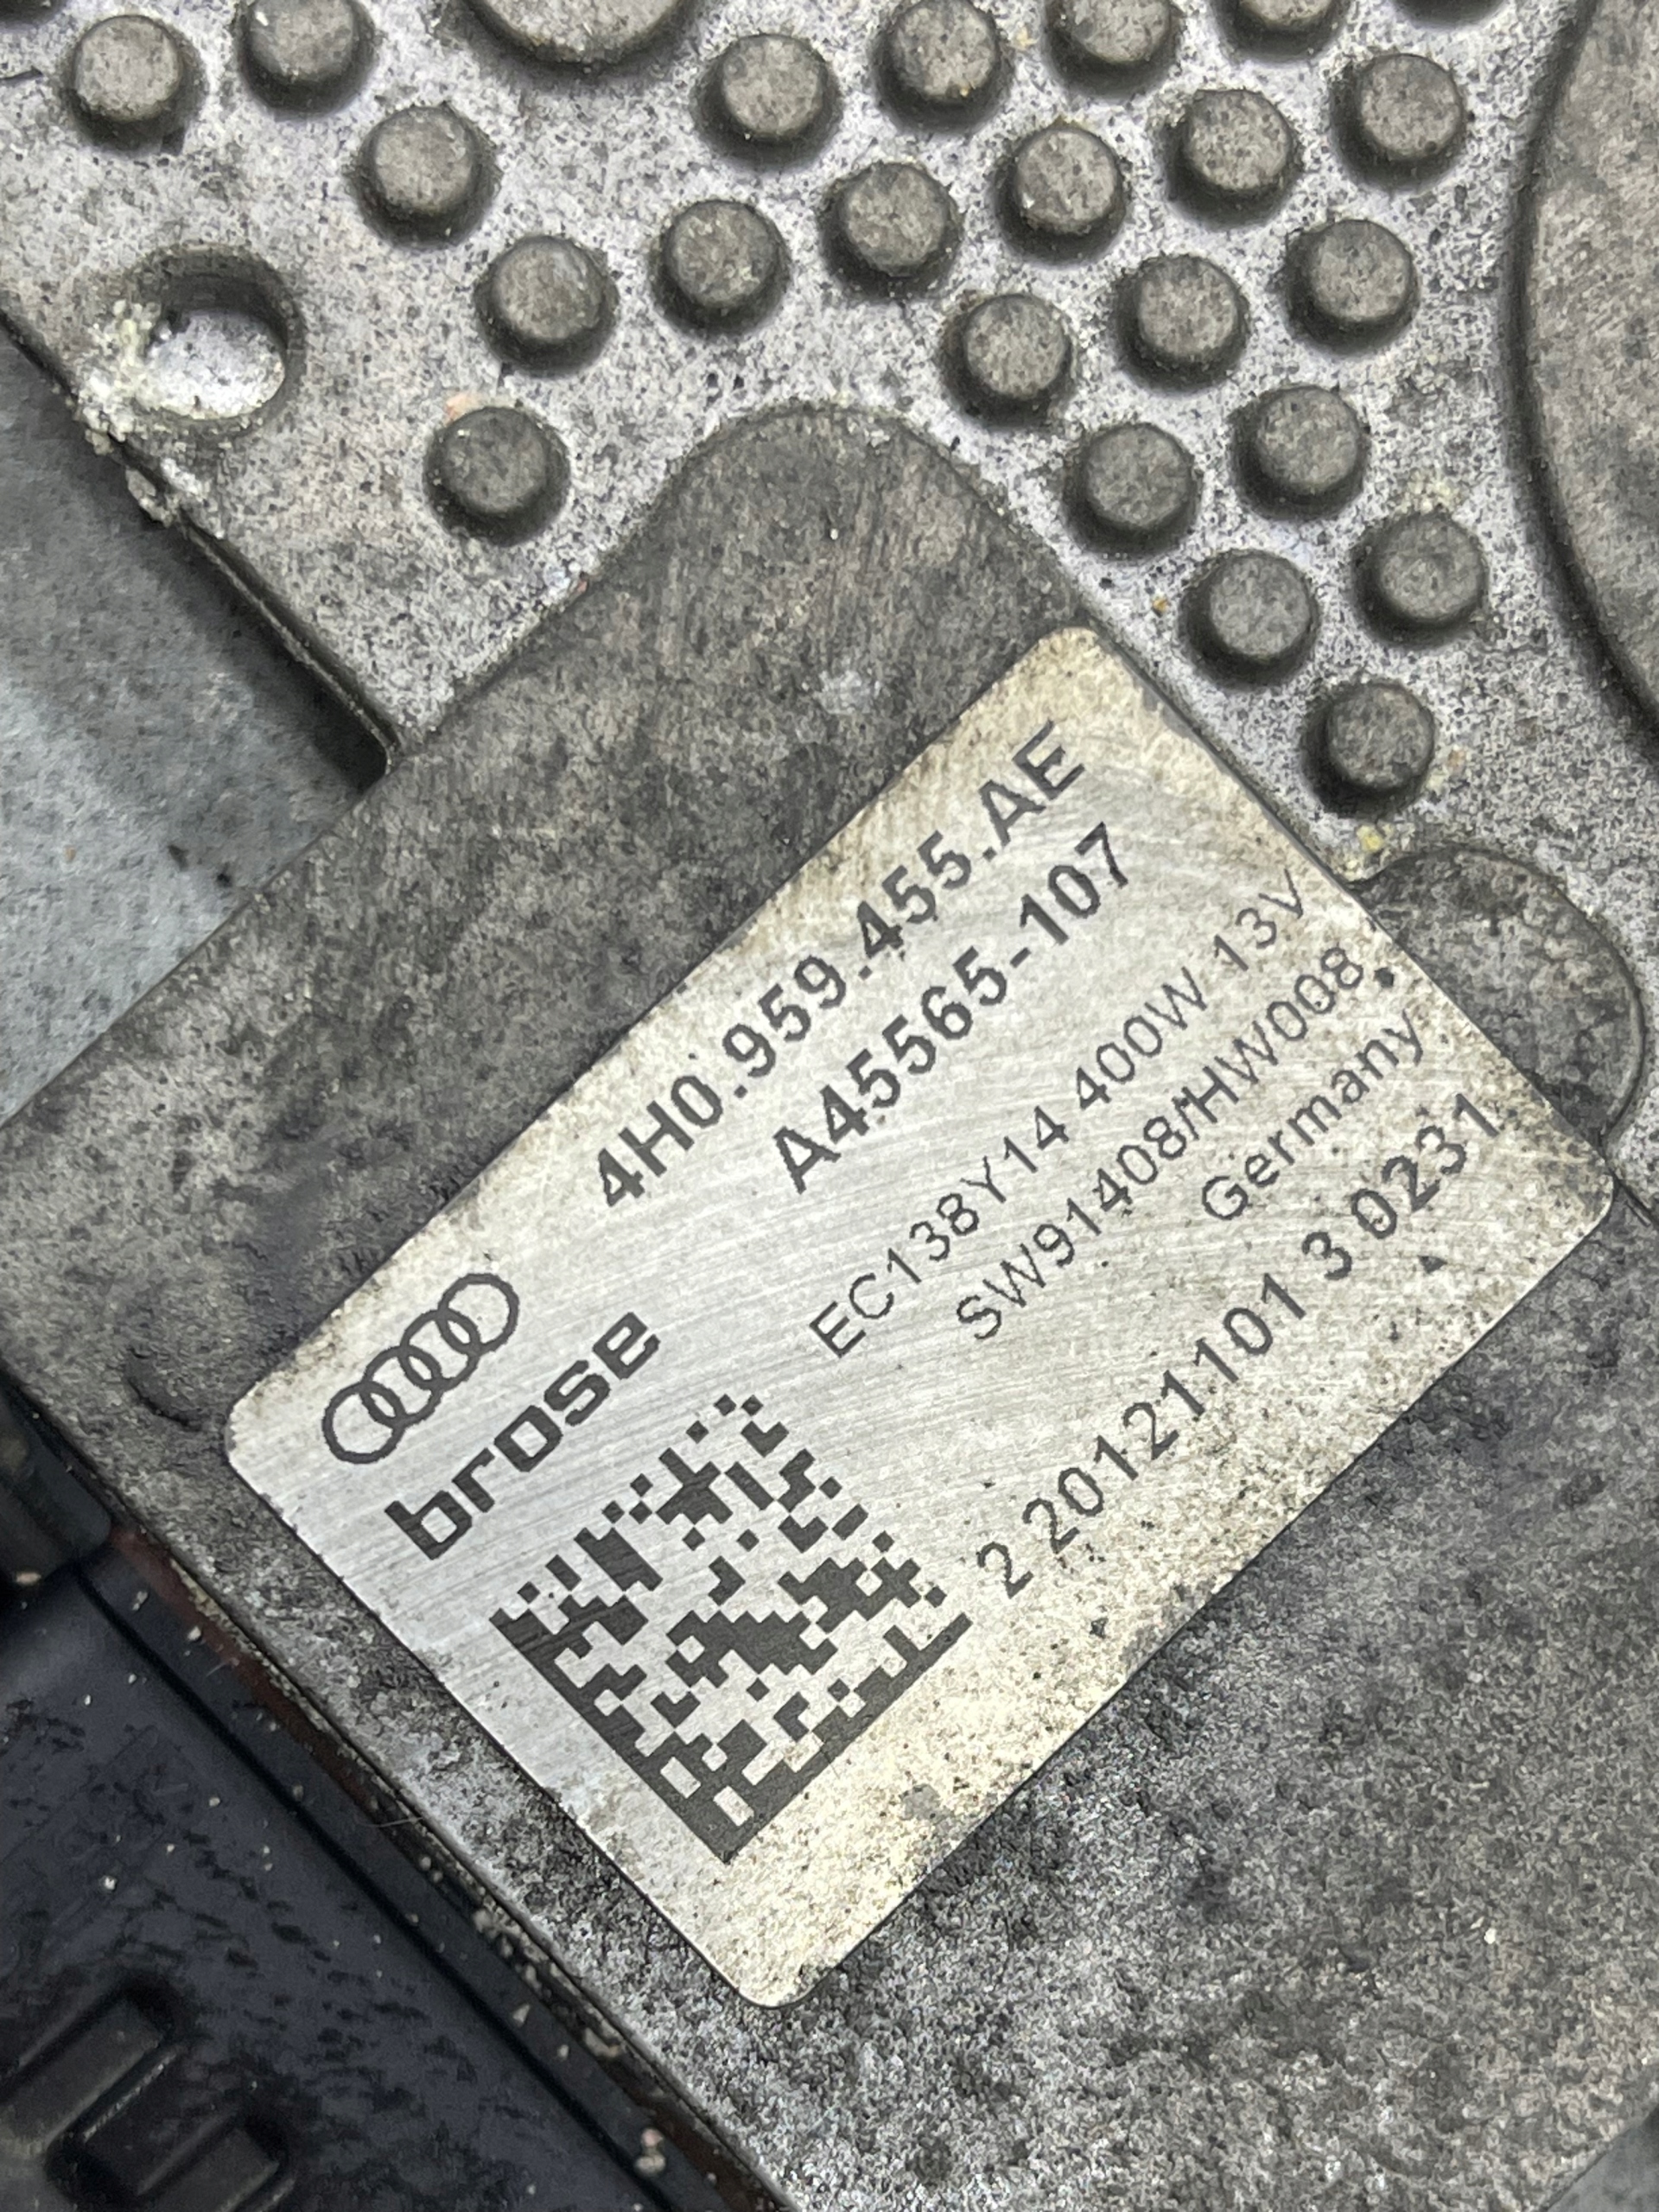 4H0.959.455.AE
A45565-107
brose
EC138Y14 400W 13V
SW91408/HW008
Germany
2 20121101 3 0231